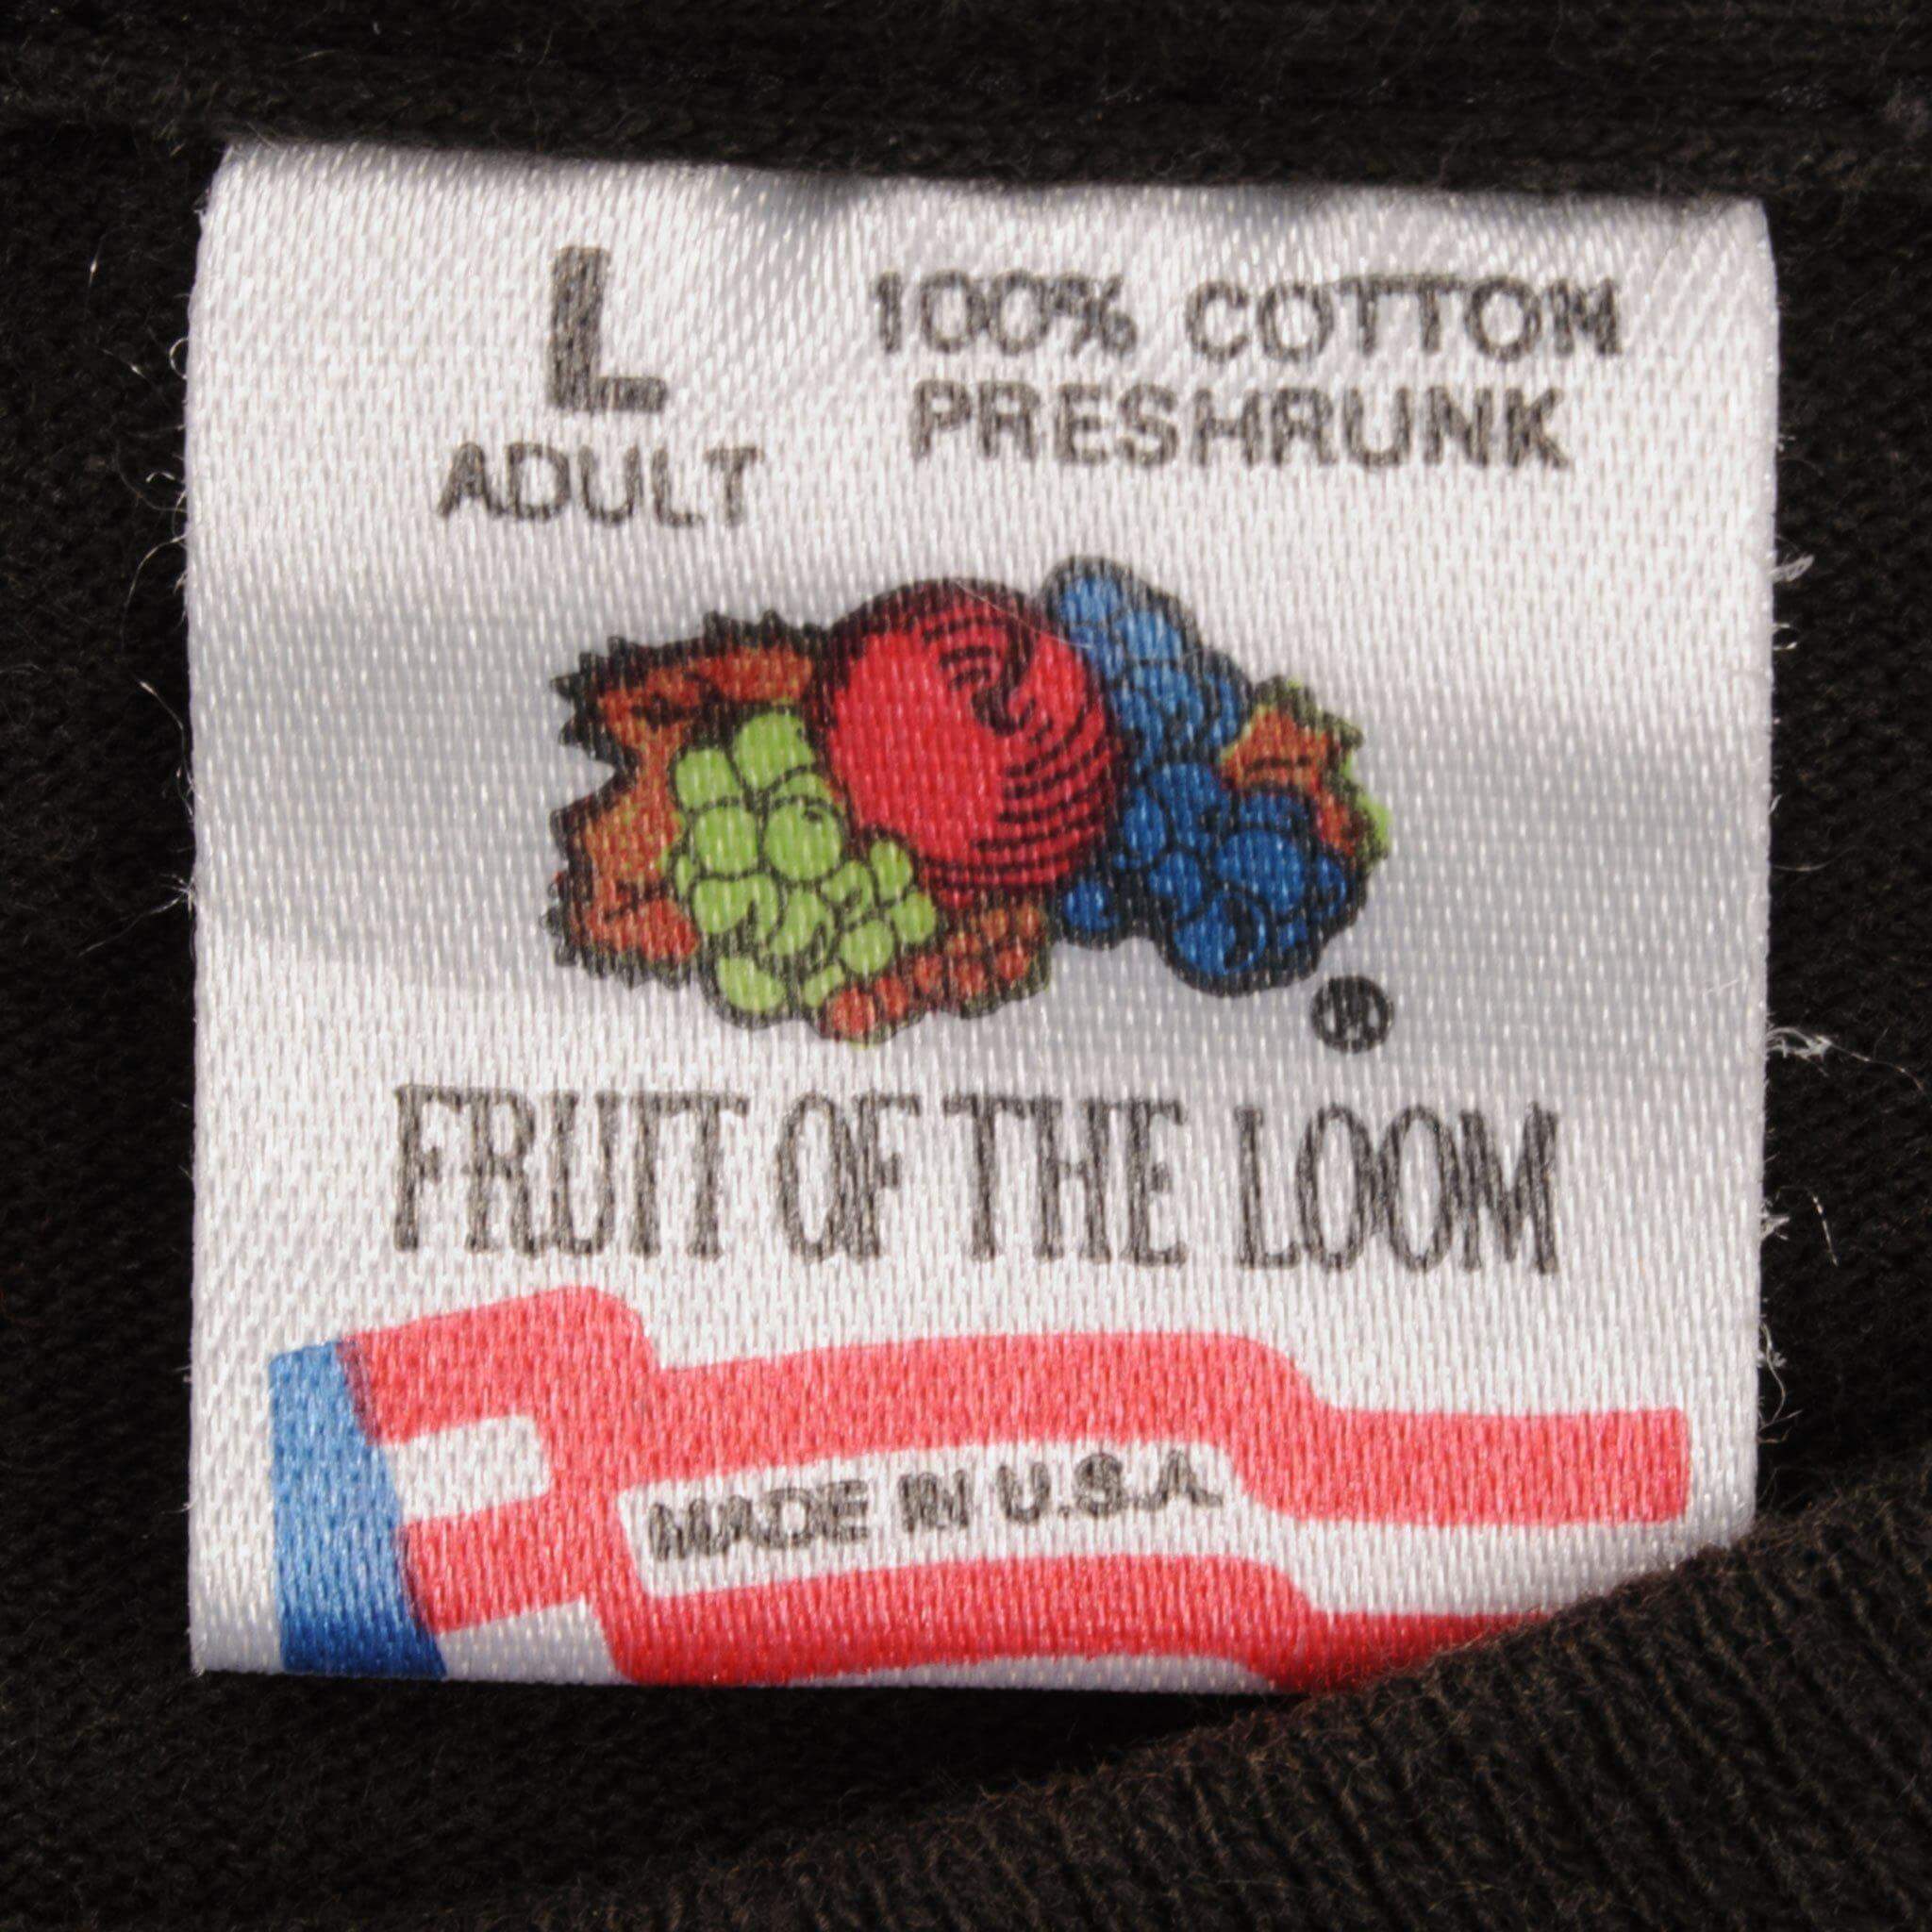 L
ADULT
100% COTTON
PRESHRUNK
®
FRUIT OF THE LOOM
MADE IN U.S.A.